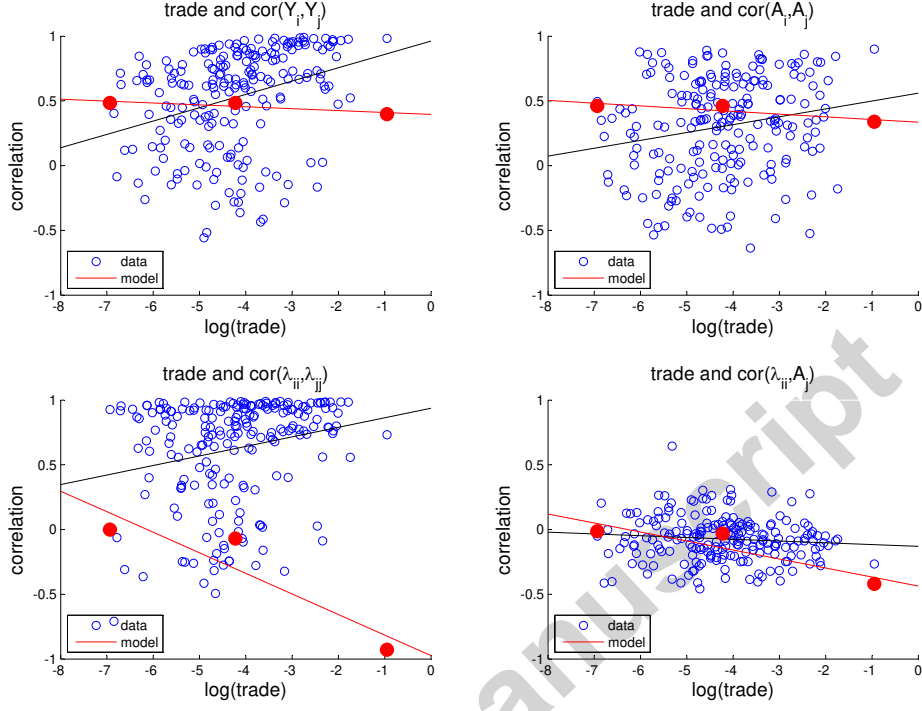 trade and cor(Y_i,Y_j)
correlation
1
0.5
0
-0.5
-1
data
model
-8 -7 -6 -5 -4 -3 -2 -1 0
log(trade)
trade and cor(A_i,A_j)
correlation
1
0.5
0
-0.5
-1
data
model
-8 -7 -6 -5 -4 -3 -2 -1 0
log(trade)
trade and cor(λ_ii,λ_jj)
correlation
1
0.5
0
-0.5
-1
data
model
-8 -7 -6 -5 -4 -3 -2 -1 0
log(trade)
trade and cor(λ_ii,A_j)
correlation
1
0.5
0
-0.5
-1
data
model
-8 -7 -6 -5 -4 -3 -2 -1 0
log(trade)
anuscript